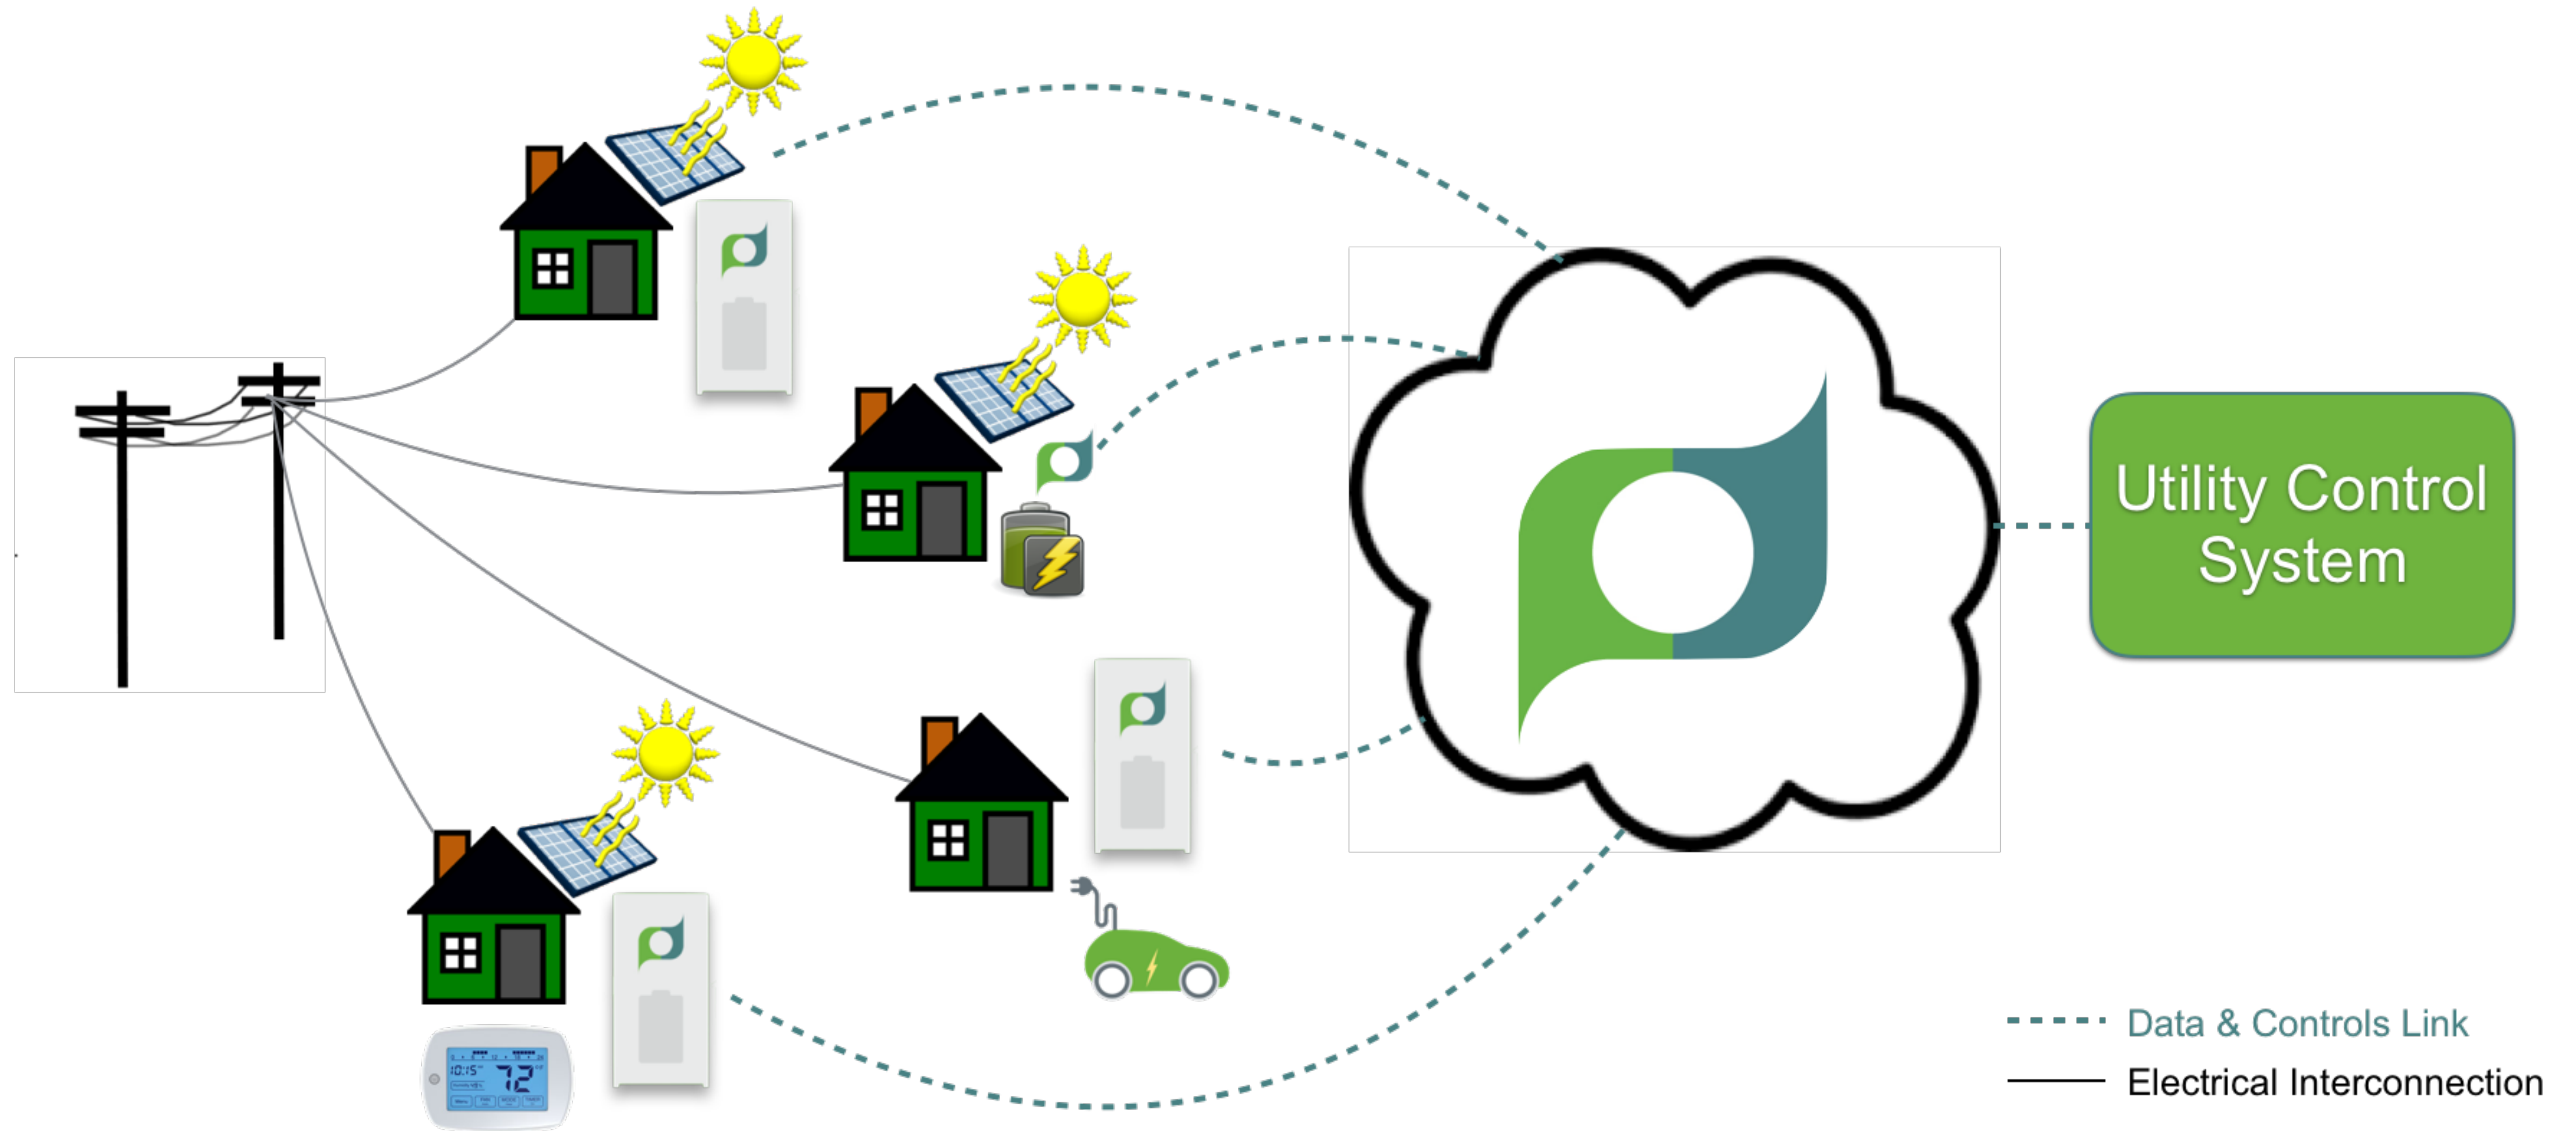 Utility Control
System
10:15
72
Data & Controls Link
Electrical Interconnection